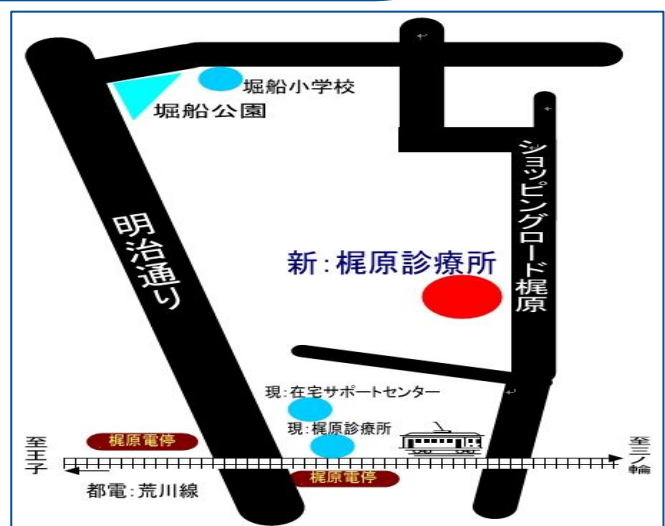 堀船小学校
堀船公園
明治通り
ショッピングロード梶原
新:梶原診療所
現:在宅サポートセンター
現:梶原診療所
至王子
梶原電停
至三ノ輪
都電:荒川線
梶原電停